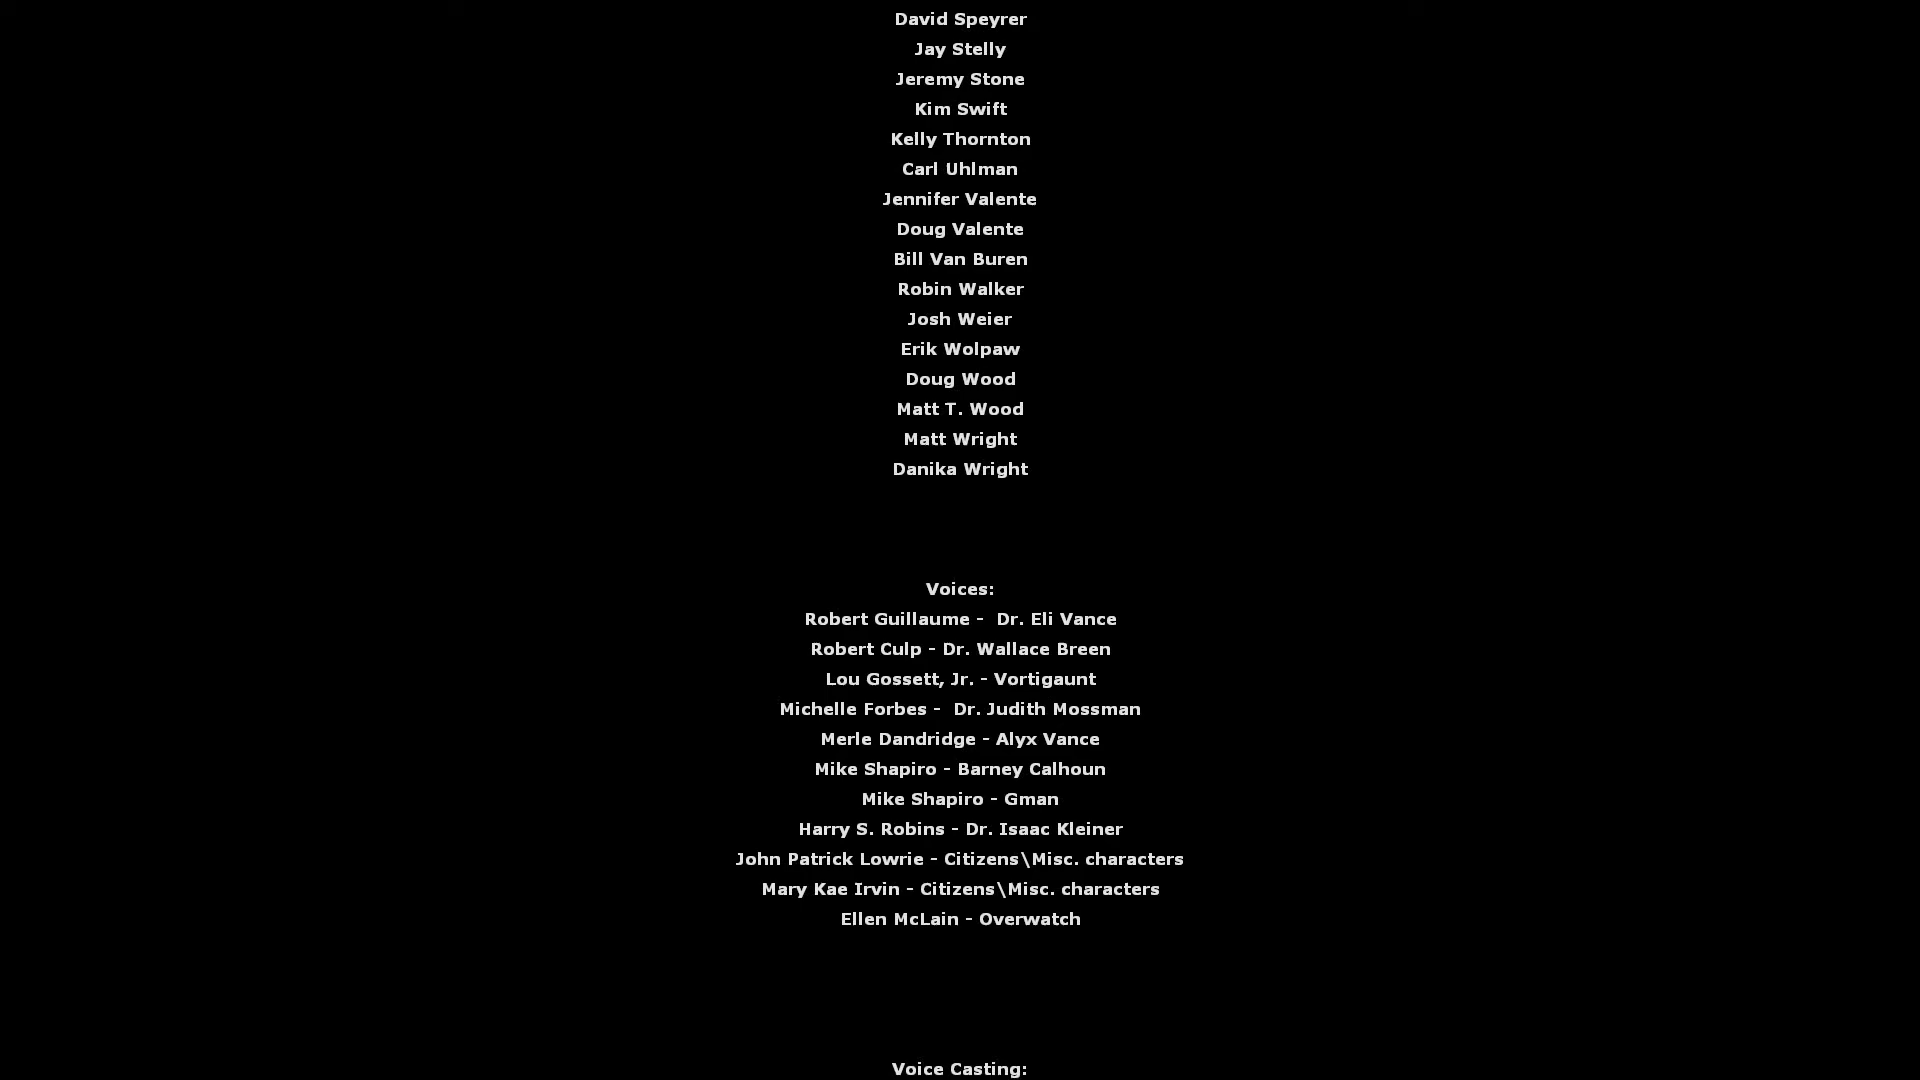 David Speyrer
Jay Stelly
Jeremy Stone
Kim Swift
Kelly Thornton
Carl Uhlman
Jennifer Valente
Doug Valente
Bill Van Buren
Robin Walker
Josh Weier
Erik Wolpaw
Doug Wood
Matt T. Wood
Matt Wright
Danika Wright
Voices:
Robert Guillaume -  Dr. Eli Vance
Robert Culp - Dr. Wallace Breen
Lou Gossett, Jr. - Vortigaunt
Michelle Forbes -  Dr. Judith Mossman
Merle Dandridge - Alyx Vance
Mike Shapiro - Barney Calhoun
Mike Shapiro - Gman
Harry S. Robins - Dr. Isaac Kleiner
John Patrick Lowrie - Citizens\Misc. characters
Mary Kae Irvin - Citizens\Misc. characters
Ellen McLain - Overwatch
Voice Casting: